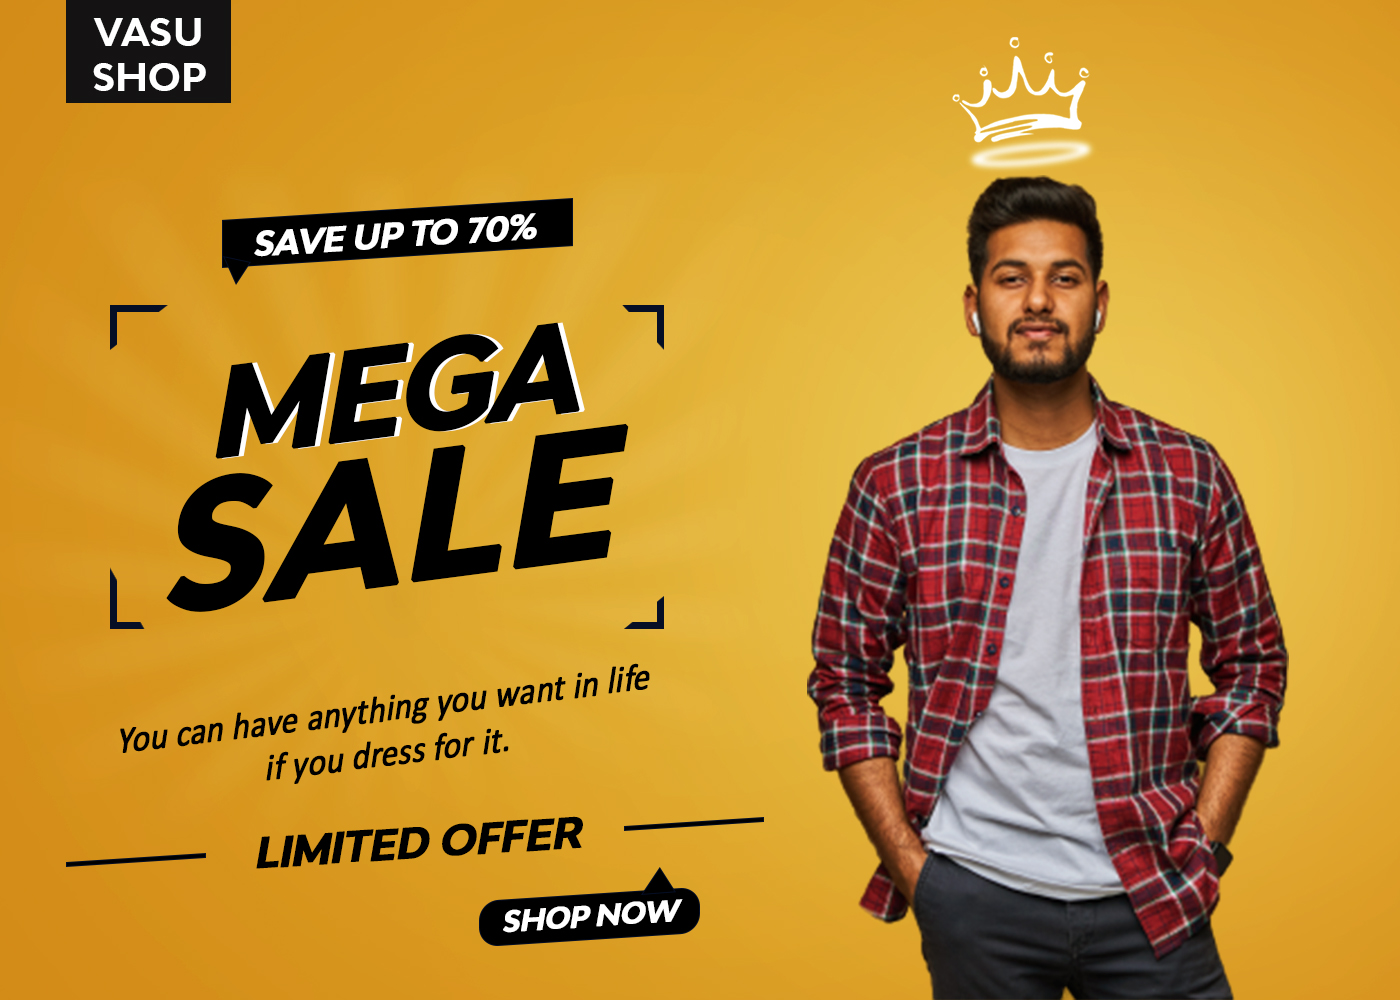 VASU
SHOP
SAVE UP TO 70%
MEGA
SALE
You can have anything you want in life
if you dress for it.
LIMITED OFFER
SHOP NOW